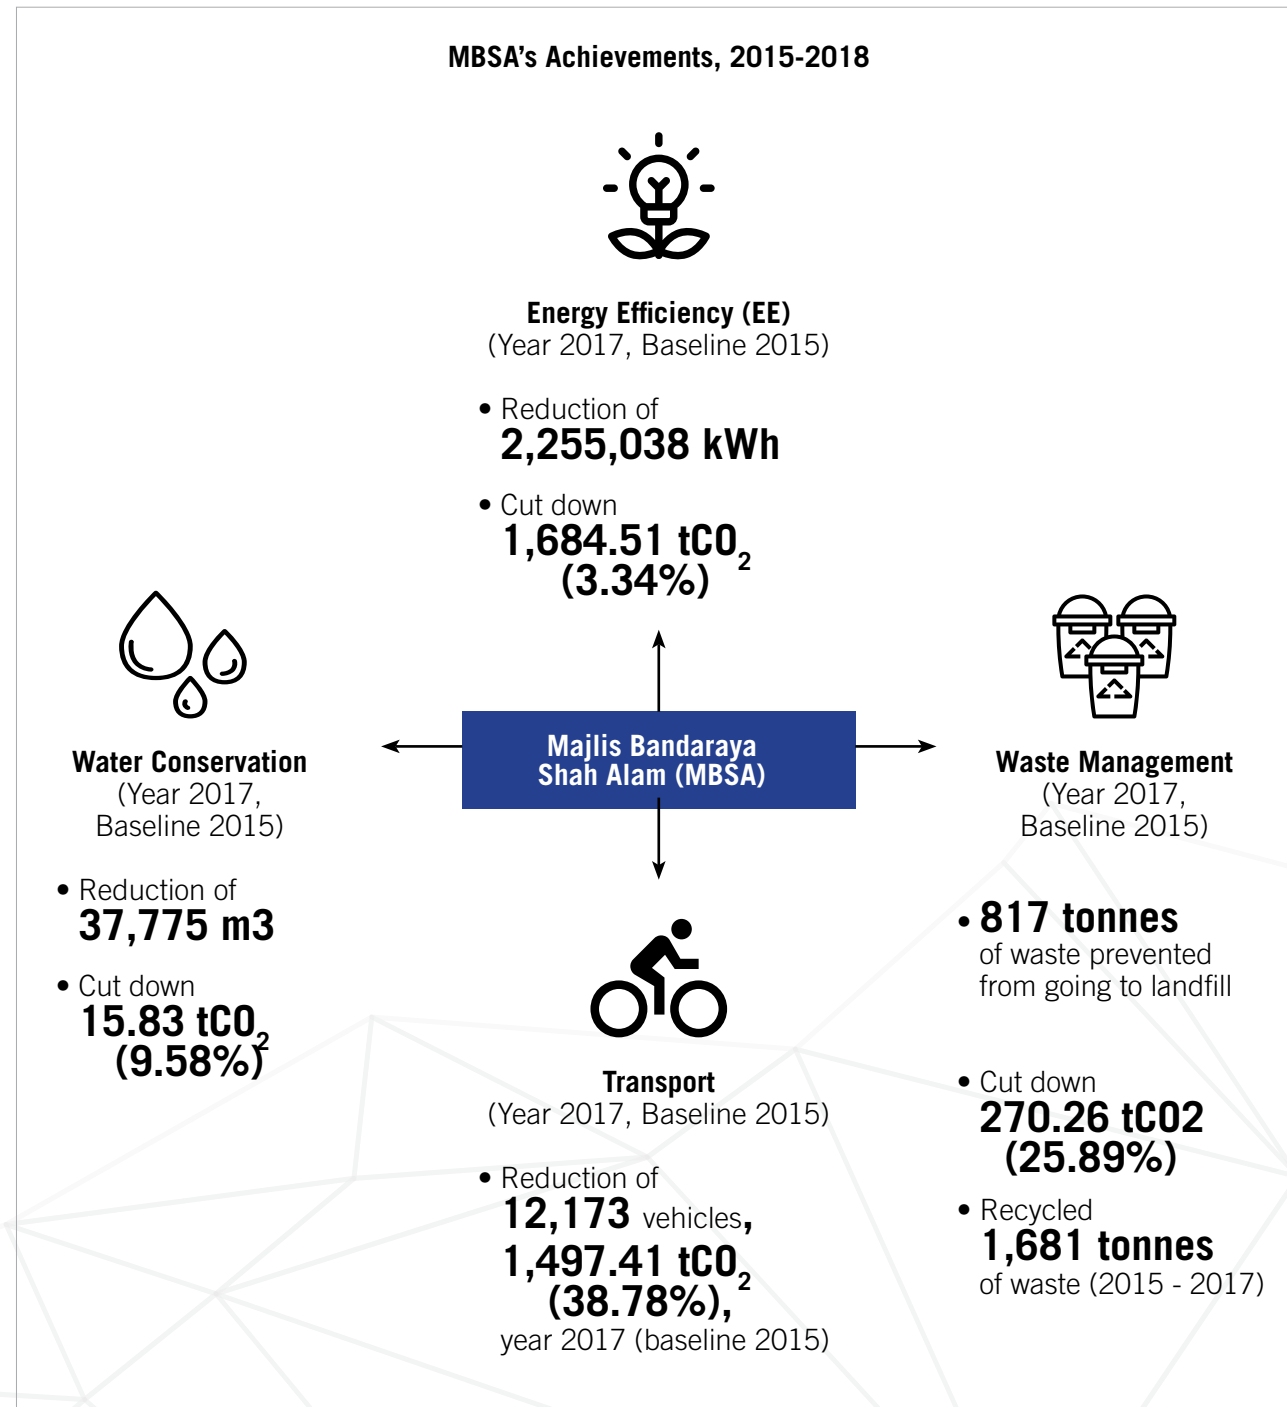 MBSA’s Achievements, 2015-2018
Energy Efficiency (EE)
(Year 2017, Baseline 2015)
• Reduction of
2,255,038 kWh
• Cut down
1,684.51 tCO₂
(3.34%)
Majlis Bandaraya
Shah Alam (MBSA)
Water Conservation
(Year 2017,
Baseline 2015)
• Reduction of
37,775 m3
• Cut down
15.83 tCO₂
(9.58%)
Transport
(Year 2017, Baseline 2015)
• Reduction of
12,173 vehicles,
1,497.41 tCO₂
(38.78%),
year 2017 (baseline 2015)
Waste Management
(Year 2017,
Baseline 2015)
• 817 tonnes
of waste prevented
from going to landfill
• Cut down
270.26 tCO2
(25.89%)
• Recycled
1,681 tonnes
of waste (2015 - 2017)